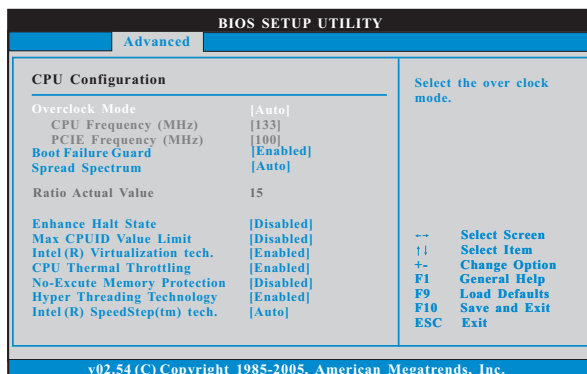 BIOS SETUP UTILITY
Advanced
CPU Configuration
Overclock Mode [Auto]
CPU Frequency (MHz) [133]
PCIE Frequency (MHz) [100]
Boot Failure Guard [Enabled]
Spread Spectrum [Auto]
Ratio Actual Value 15
Enhance Halt State [Disabled]
Max CPUID Value Limit [Disabled]
Intel (R) Virtualization tech. [Enabled]
CPU Thermal Throttling [Enabled]
No-Excute Memory Protection [Disabled]
Hyper Threading Technology [Enabled]
Intel (R) SpeedStep(tm) tech. [Auto]
Select the over clock
mode.
←→ Select Screen
↑↓ Select Item
+- Change Option
F1 General Help
F9 Load Defaults
F10 Save and Exit
ESC Exit
v02.54 (C) Copyright 1985-2005, American Megatrends, Inc.